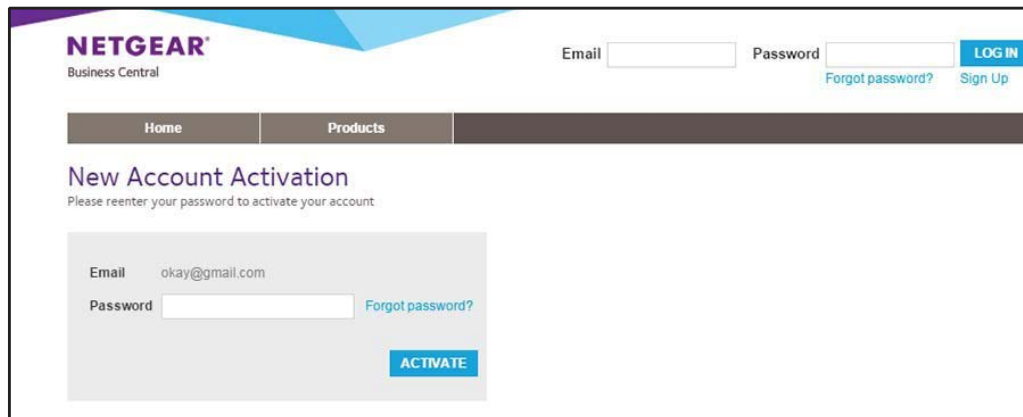 NETGEAR®
Business Central
Email Password LOG IN
Forgot password? Sign Up
Home Products
New Account Activation
Please reenter your password to activate your account
Email okay@gmail.com
Password Forgot password?
ACTIVATE